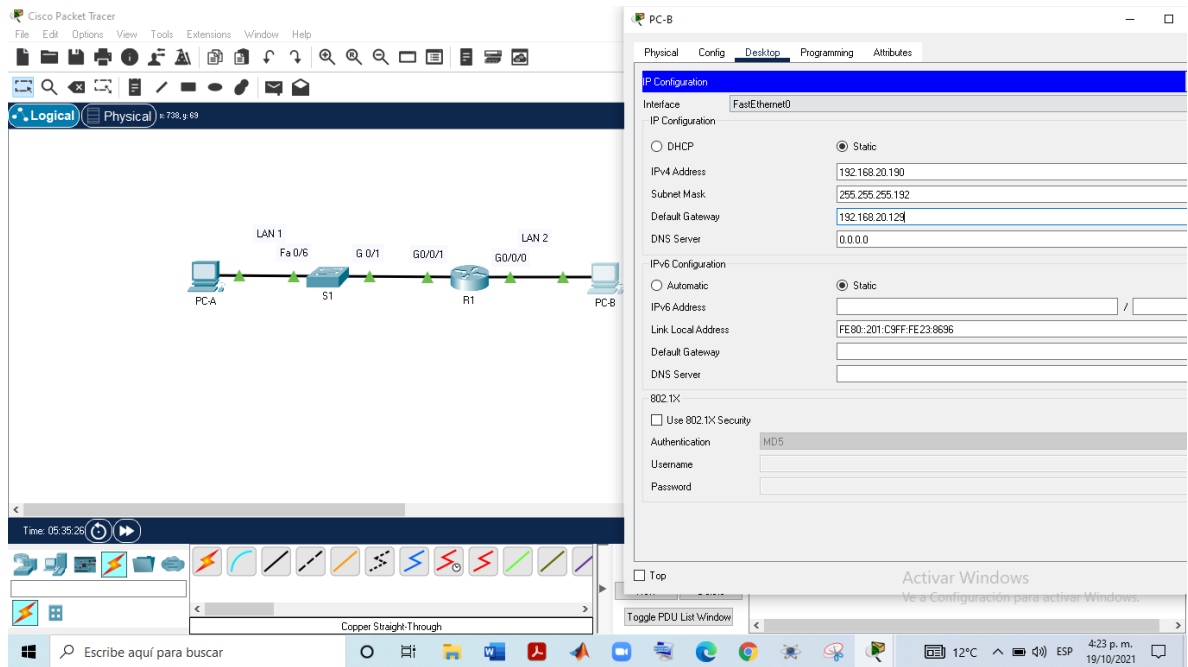 Cisco Packet Tracer
File Edit Options View Tools Extensions Window Help
Logical Physical x: 738, y: 69
LAN 1
LAN 2
Fa 0/6 G 0/1 G0/0/1 G0/0/0
PC-A S1 R1 PC-B
Time: 05:35:26
Copper Straight-Through
Toggle PDU List Window
PC-B
Physical Config Desktop Programming Attributes
IP Configuration
Interface FastEthernet0
IP Configuration
DHCP Static
IPv4 Address 192.168.20.190
Subnet Mask 255.255.255.192
Default Gateway 192.168.20.129
DNS Server 0.0.0.0
IPv6 Configuration
Automatic Static
IPv6 Address /
Link Local Address FE80::201:C9FF:FE23:8696
Default Gateway
DNS Server
802.1X
Use 802.1X Security
Authentication MD5
Username
Password
Top
Activar Windows
Ve a Configuración para activar Windows.
Escribe aquí para buscar
12°C ESP 4:23 p. m.
19/10/2021